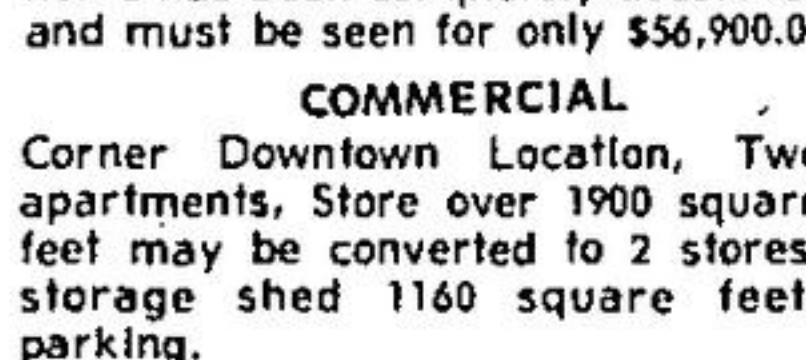 and must be seen for only $56,900.0
COMMERCIAL
Corner Downtown Location, Tw
apartments, Store over 1900 squar
feet may be converted to 2 stores
storage shed 1160 square feet
parking.